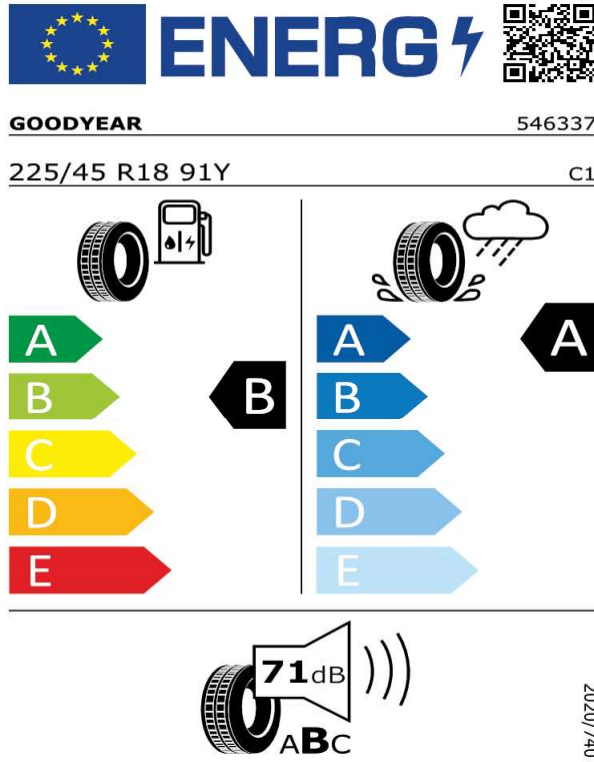 ENERG
GOODYEAR 546337
225/45 R18 91Y C1
A A A
B B B
C C
D D
E E
71dB
ABC
2020/740